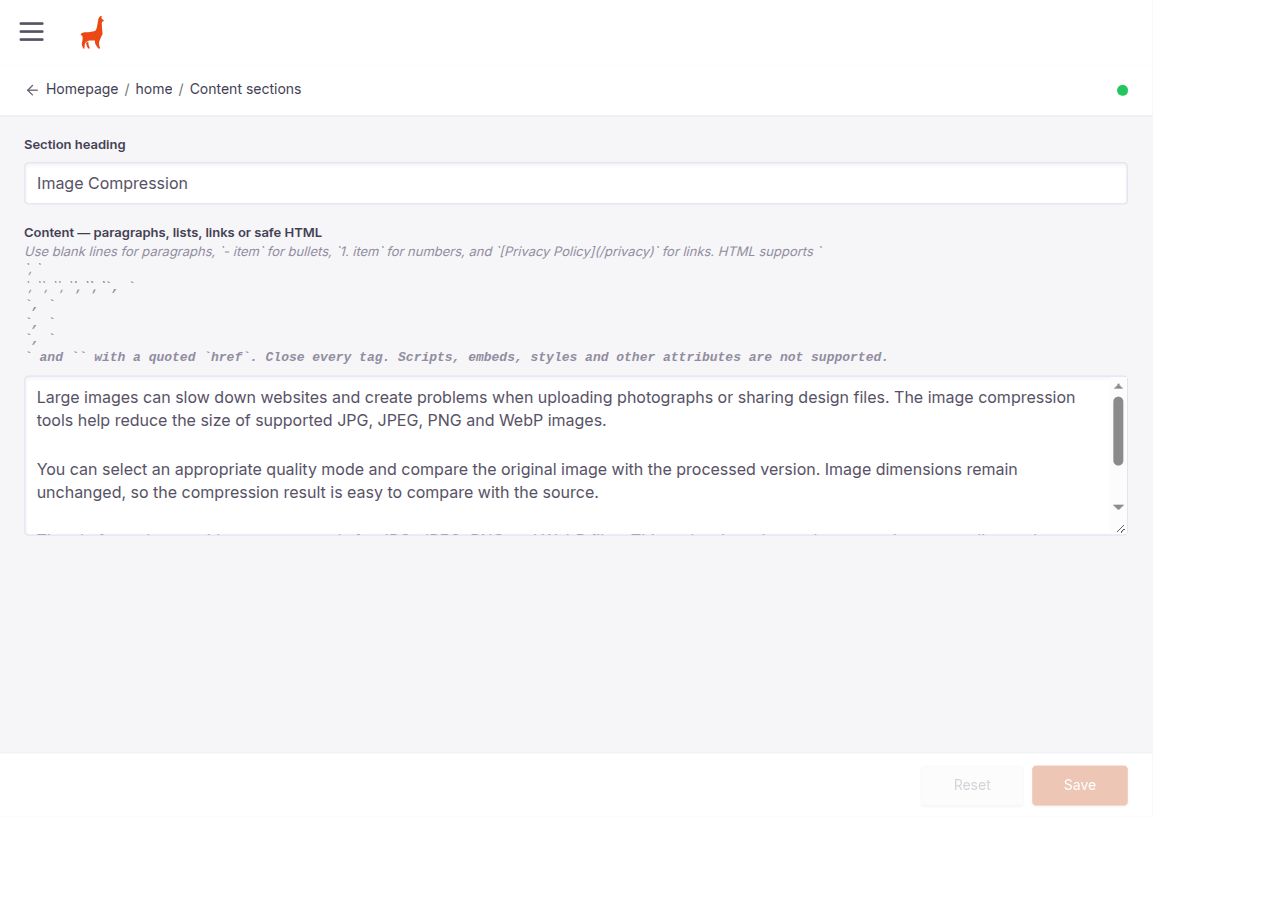 Homepage / home / Content sections
Section heading
Image Compression
Content — paragraphs, lists, links or safe HTML
Use blank lines for paragraphs, `- item` for bullets, `1. item` for numbers, and `[Privacy Policy](/privacy)` for links. HTML supports `
`, `
`, ``, ``, ``, ``, ``, ``, `
`, `
`, `
`, `
` and `` with a quoted `href`. Close every tag. Scripts, embeds, styles and other attributes are not supported.
Large images can slow down websites and create problems when uploading photographs or sharing design files. The image compression
tools help reduce the size of supported JPG, JPEG, PNG and WebP images.
You can select an appropriate quality mode and compare the original image with the processed version. Image dimensions remain
unchanged, so the compression result is easy to compare with the source.
Reset
Save